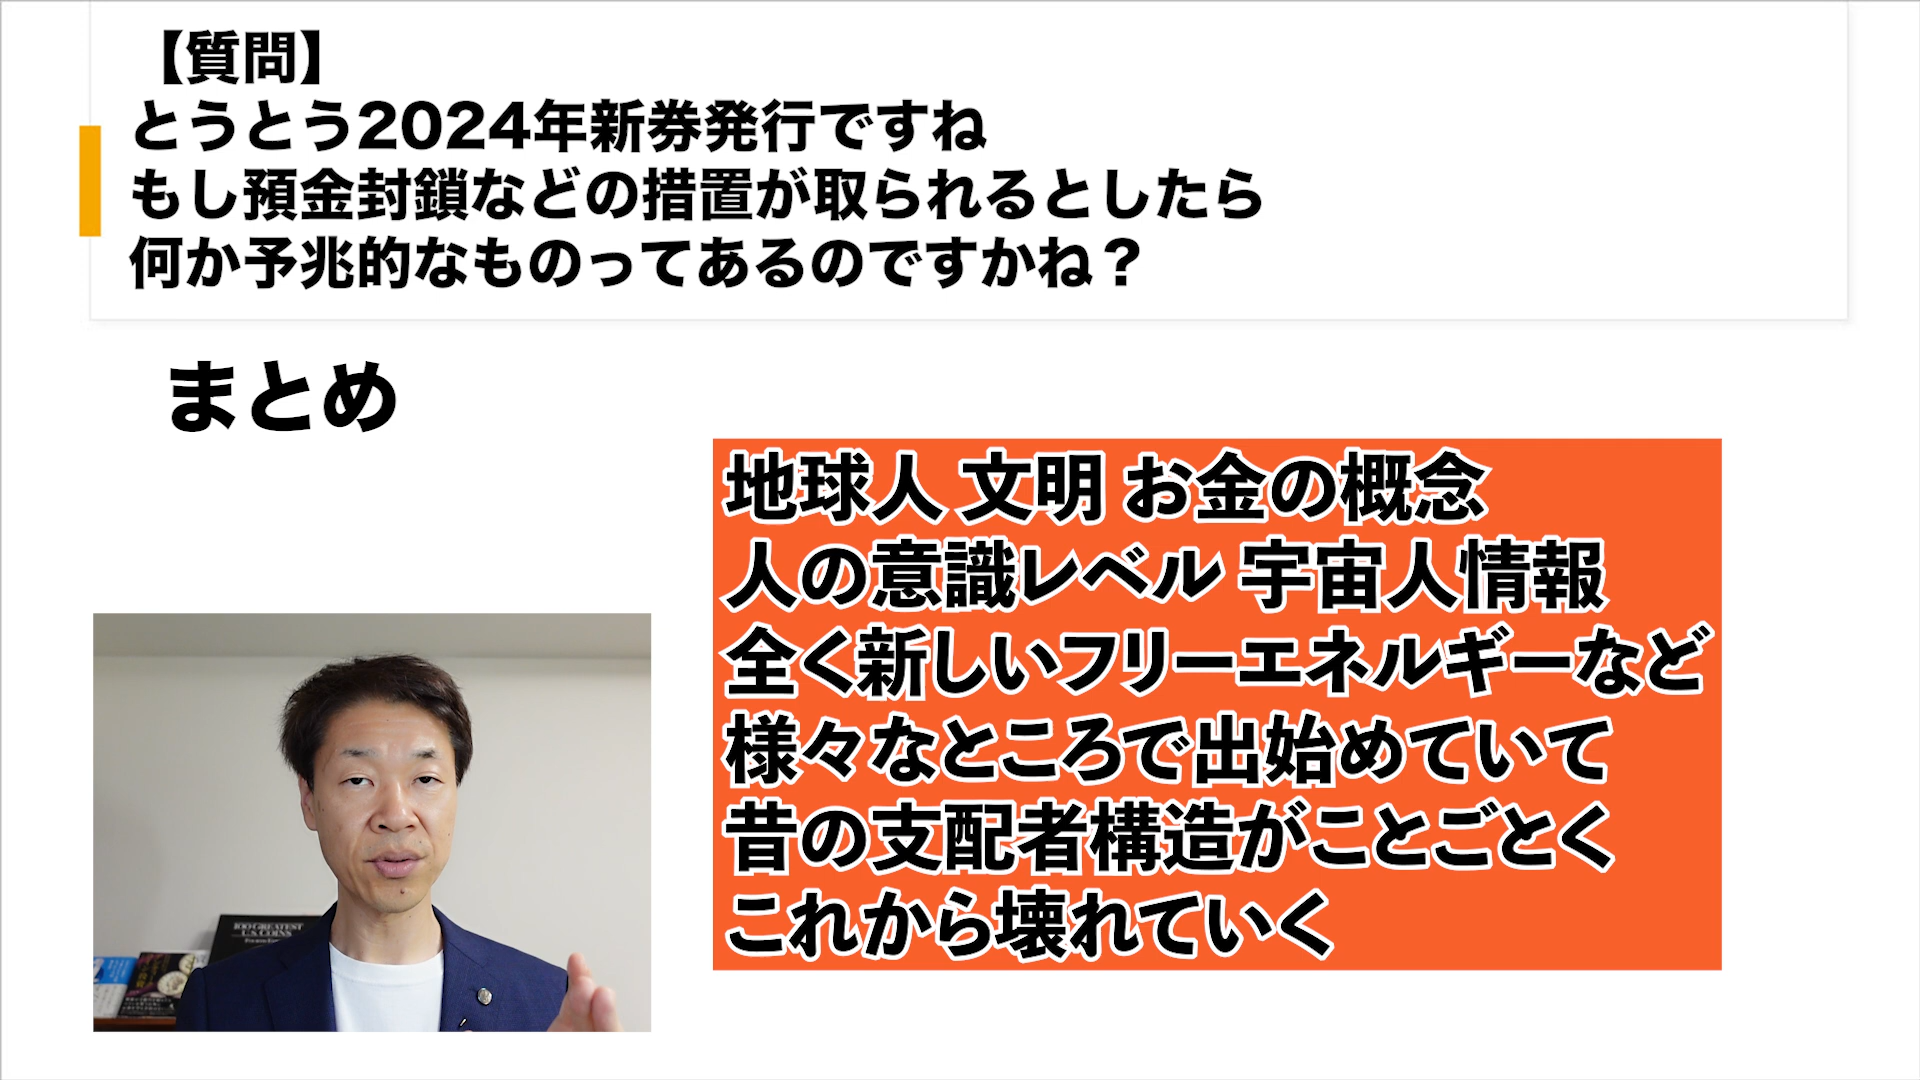 【質問】
とうとう2024年新券発行ですね
もし預金封鎖などの措置が取られるとしたら
何か予兆的なものってあるのですかね？
まとめ
地球人 文明 お金の概念
人の意識レベル 宇宙人情報
全く新しいフリーエネルギーなど
様々なところで出始めていて
昔の支配者構造がことごとく
これから壊れていく
100 GREATEST
U.S. COINS